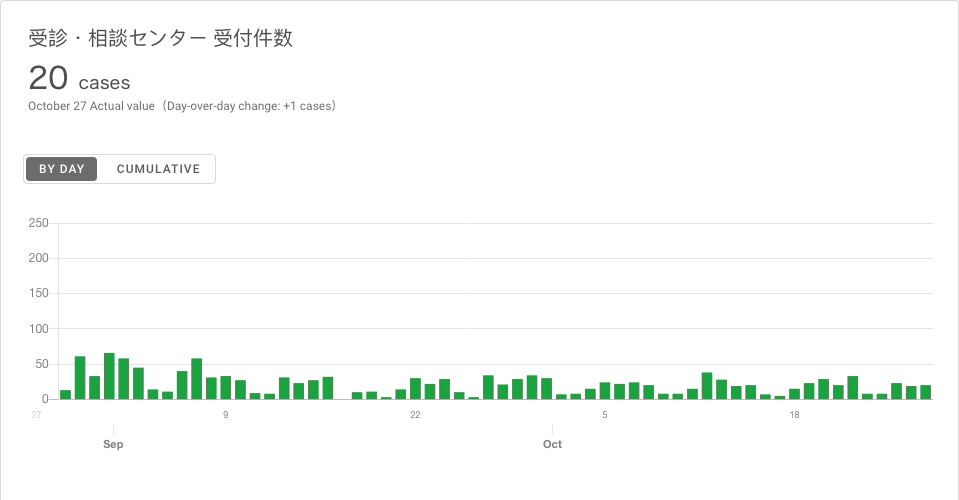 受診・相談センター 受付件数
20 cases
October 27 Actual value（Day-over-day change: +1 cases）
BY DAY CUMULATIVE
250
200
150
100
50
0
27 9 22 5 18
Sep Oct